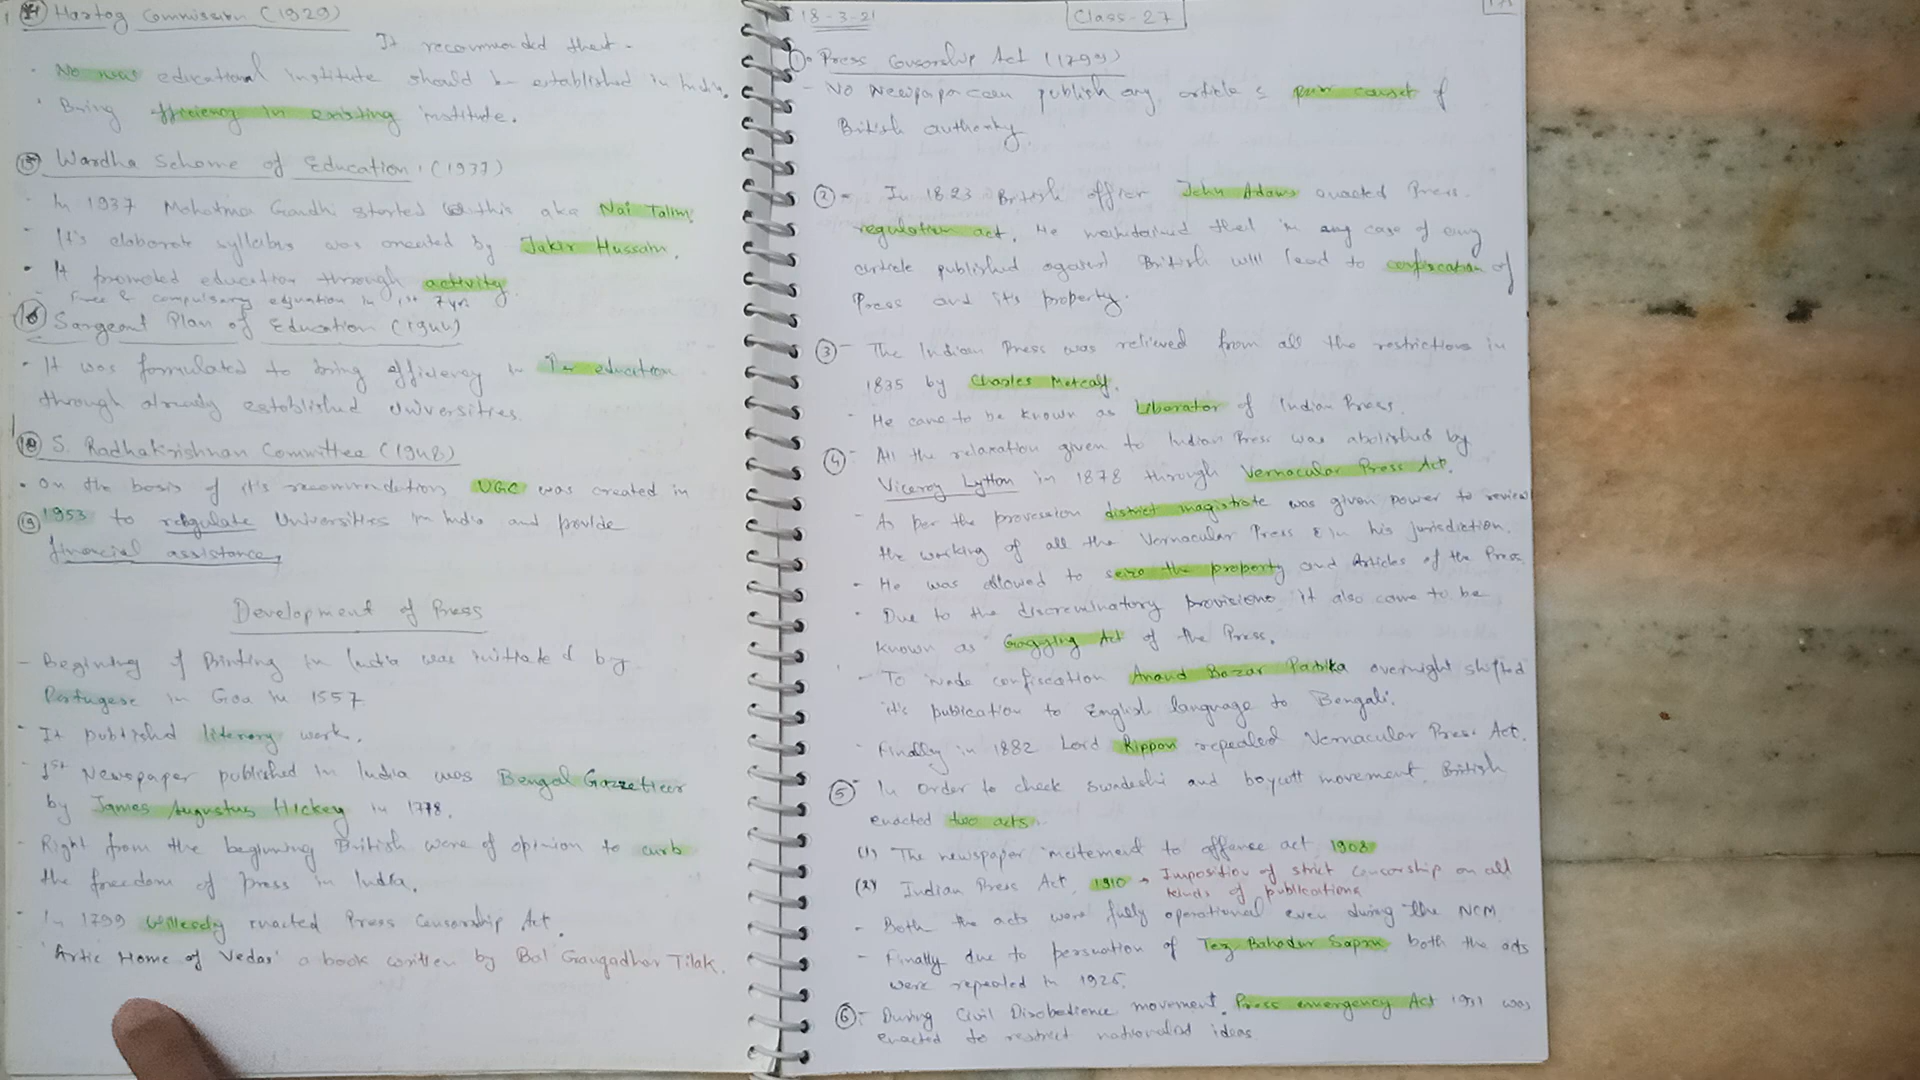 14 Hartog Commission (1929)
It recommended that -
No new educational institute should be established in India.
Bring efficiency in existing institute.
15 Wardha Scheme of Education. (1937)
In 1937 Mahatma Gandhi started this aka Nai Talim.
It's elaborate syllabus was created by Jakir Hussain.
It promoted education through activity.
Free & compulsary education in 1st 7 yrs
16 Sargeant Plan of Education (1944)
It was formulated to bring efficiency in education
through already established Universities.
18 S. Radhakrishnan Committee (1948)
On the basis of it's recommendation UGC was created in
19 1953 to regulate Universities in India and provide
financial assistance,
Development of Press
- Begining of Printing in India was initiated by
Portugese in Goa in 1557
- It published literary work.
- 1st Newspaper published in India was Bengal Gazzetteer
by James Augustus Hickey in 1778.
- Right from the beginning British were of opinion to curb
the freedom of press in India.
- In 1799 Wellesely enacted Press Censorship Act.
'Artic Home of Vedas' a book written by Bal Gangadhar Tilak.
18-3-21
Class-27
1 Press Censorship Act (1799)
- No Newspaper can publish any article s
British authority.
2 - In 1823 British officer John Adams enacted Press
regulation act. He maintained that in any case of any
article published against British will lead to confiscation of
Press and it's property.
3 - The Indian Press was relieved from all the restrictions in
1835 by Charles Metcalf.
- He came to be known as Liberator of Indian Press.
4 - All the relaxation given to Indian Press was abolished by
Viceroy Lytton in 1878 through Vernacular Press Act.
- As per the provession district magistrate was given power to review
the working of all the Vernacular Press in his jurisdiction.
- He was allowed to seize the property and Articles of the Press
- Due to the discreminatory provisions it also came to be
known as Gagging Act of the Press.
- To confiscation Anand Bazar Patrika overnight shifted
it's publication to English language to Bengali.
- Finally in 1882 Lord Rippon repealed Vernacular Press Act.
5 - In order to check swadeshi and boycott movement British
enacted two acts.
(1) The newspaper incitement to offence act 1908
(2) Indian Press Act, 1910 → Imposition of strict censorship on all
kinds of publications
- Both the acts were fully operational even during the NCM
- Finally due to persuation of Tez Bahadur Sapru both the acts
were repealed in 1925.
6 - During Civil Disobedience movement, Press emergency Act 1931 was
enacted to restrict nationalist ideas